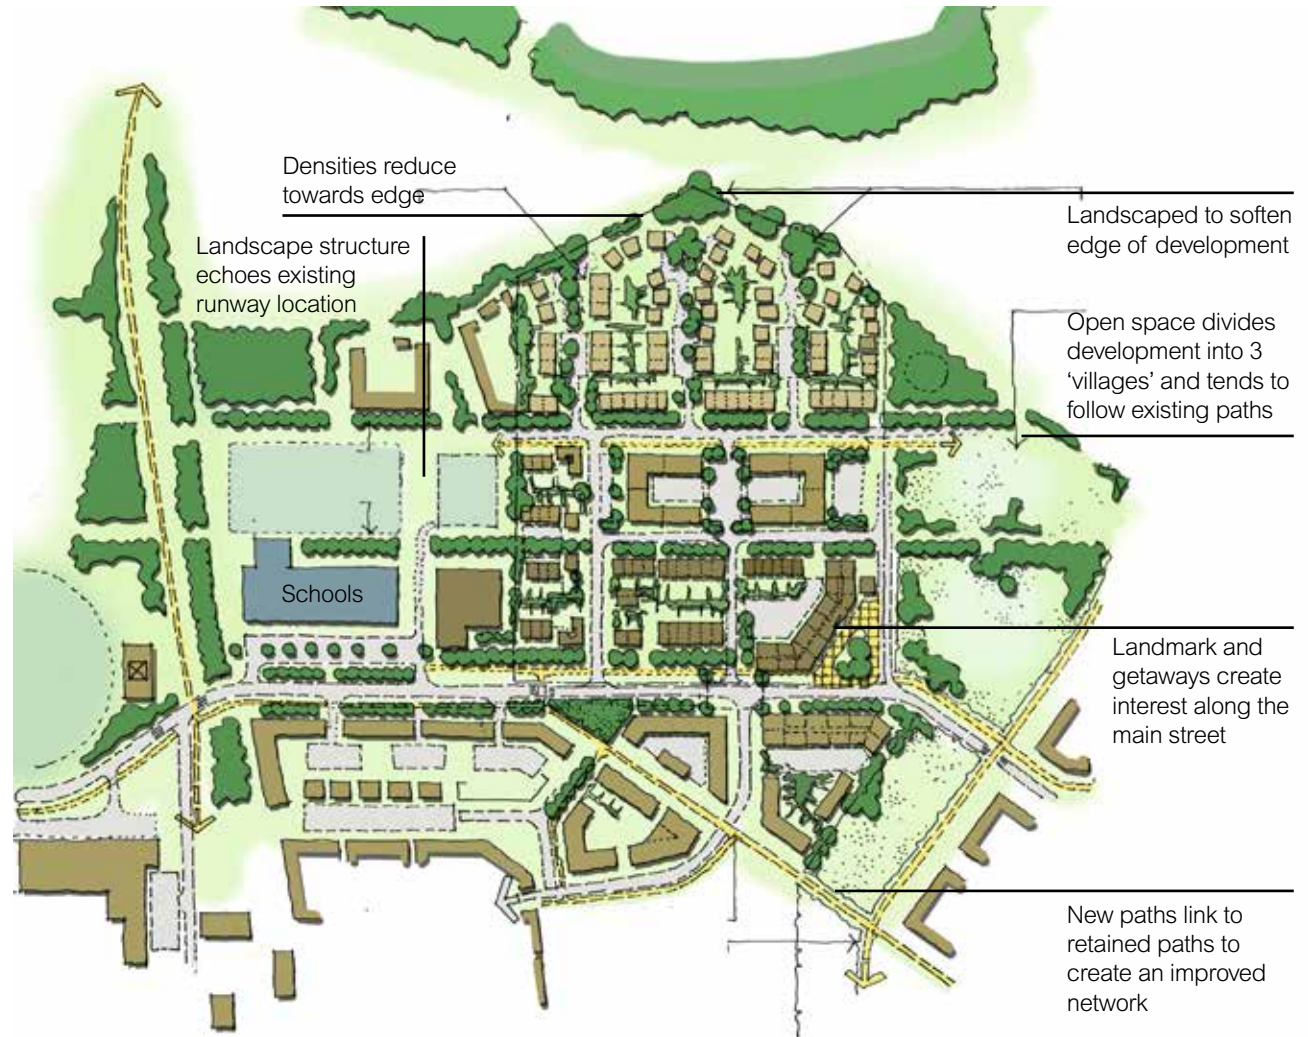 Densities reduce
towards edge
Landscape structure
echoes existing
runway location
Landscaped to soften
edge of development
Open space divides
development into 3
‘villages’ and tends to
follow existing paths
Schools
Landmark and
getaways create
interest along the
main street
New paths link to
retained paths to
create an improved
network